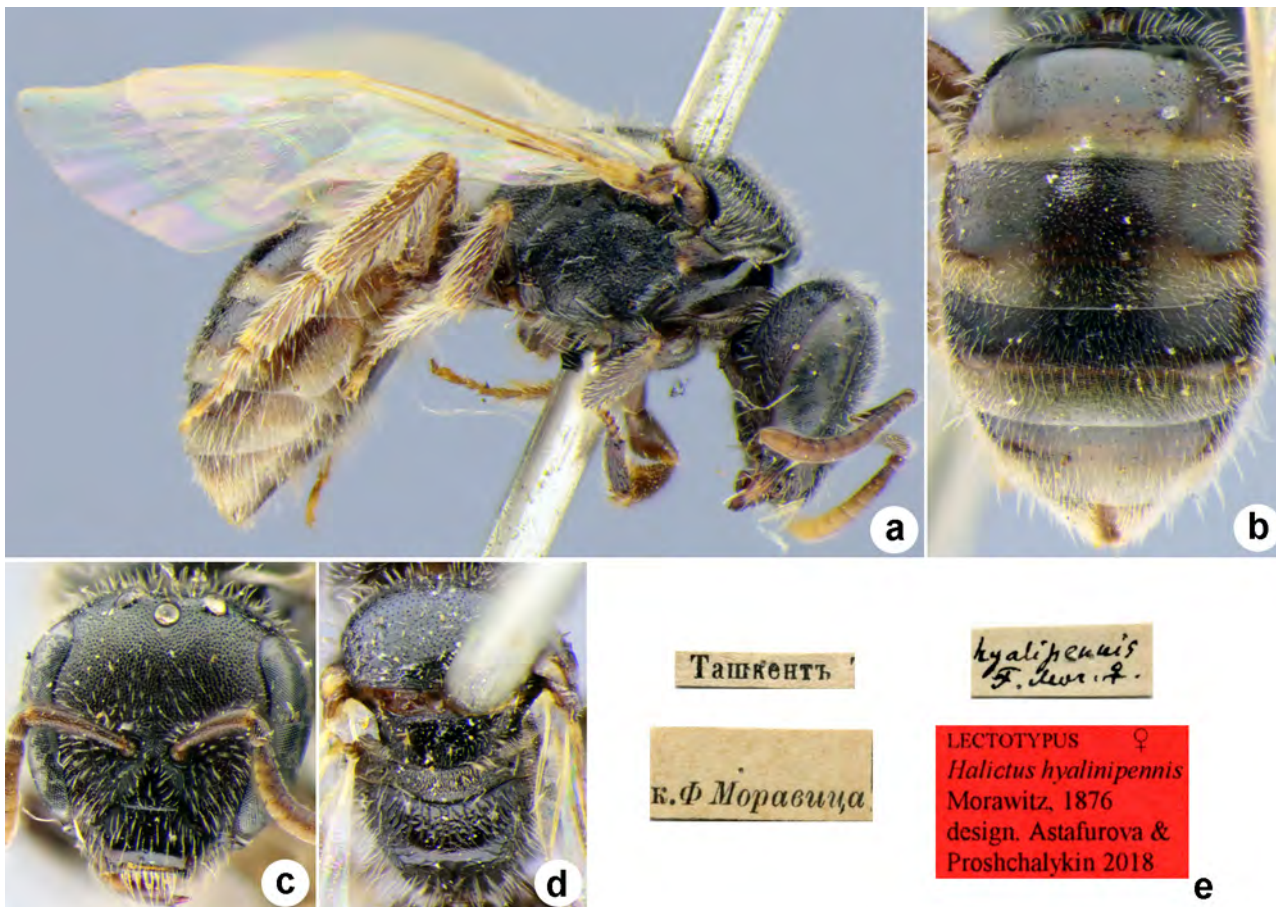 a
b
c
d
Ташкентъ
hyalipennis
F. Mor. ♀.
к. Ф Моравица
LECTOTYPUS ♀
Halictus hyalinipennis
Morawitz, 1876
design. Astafurova &
Proshchalykin 2018
e